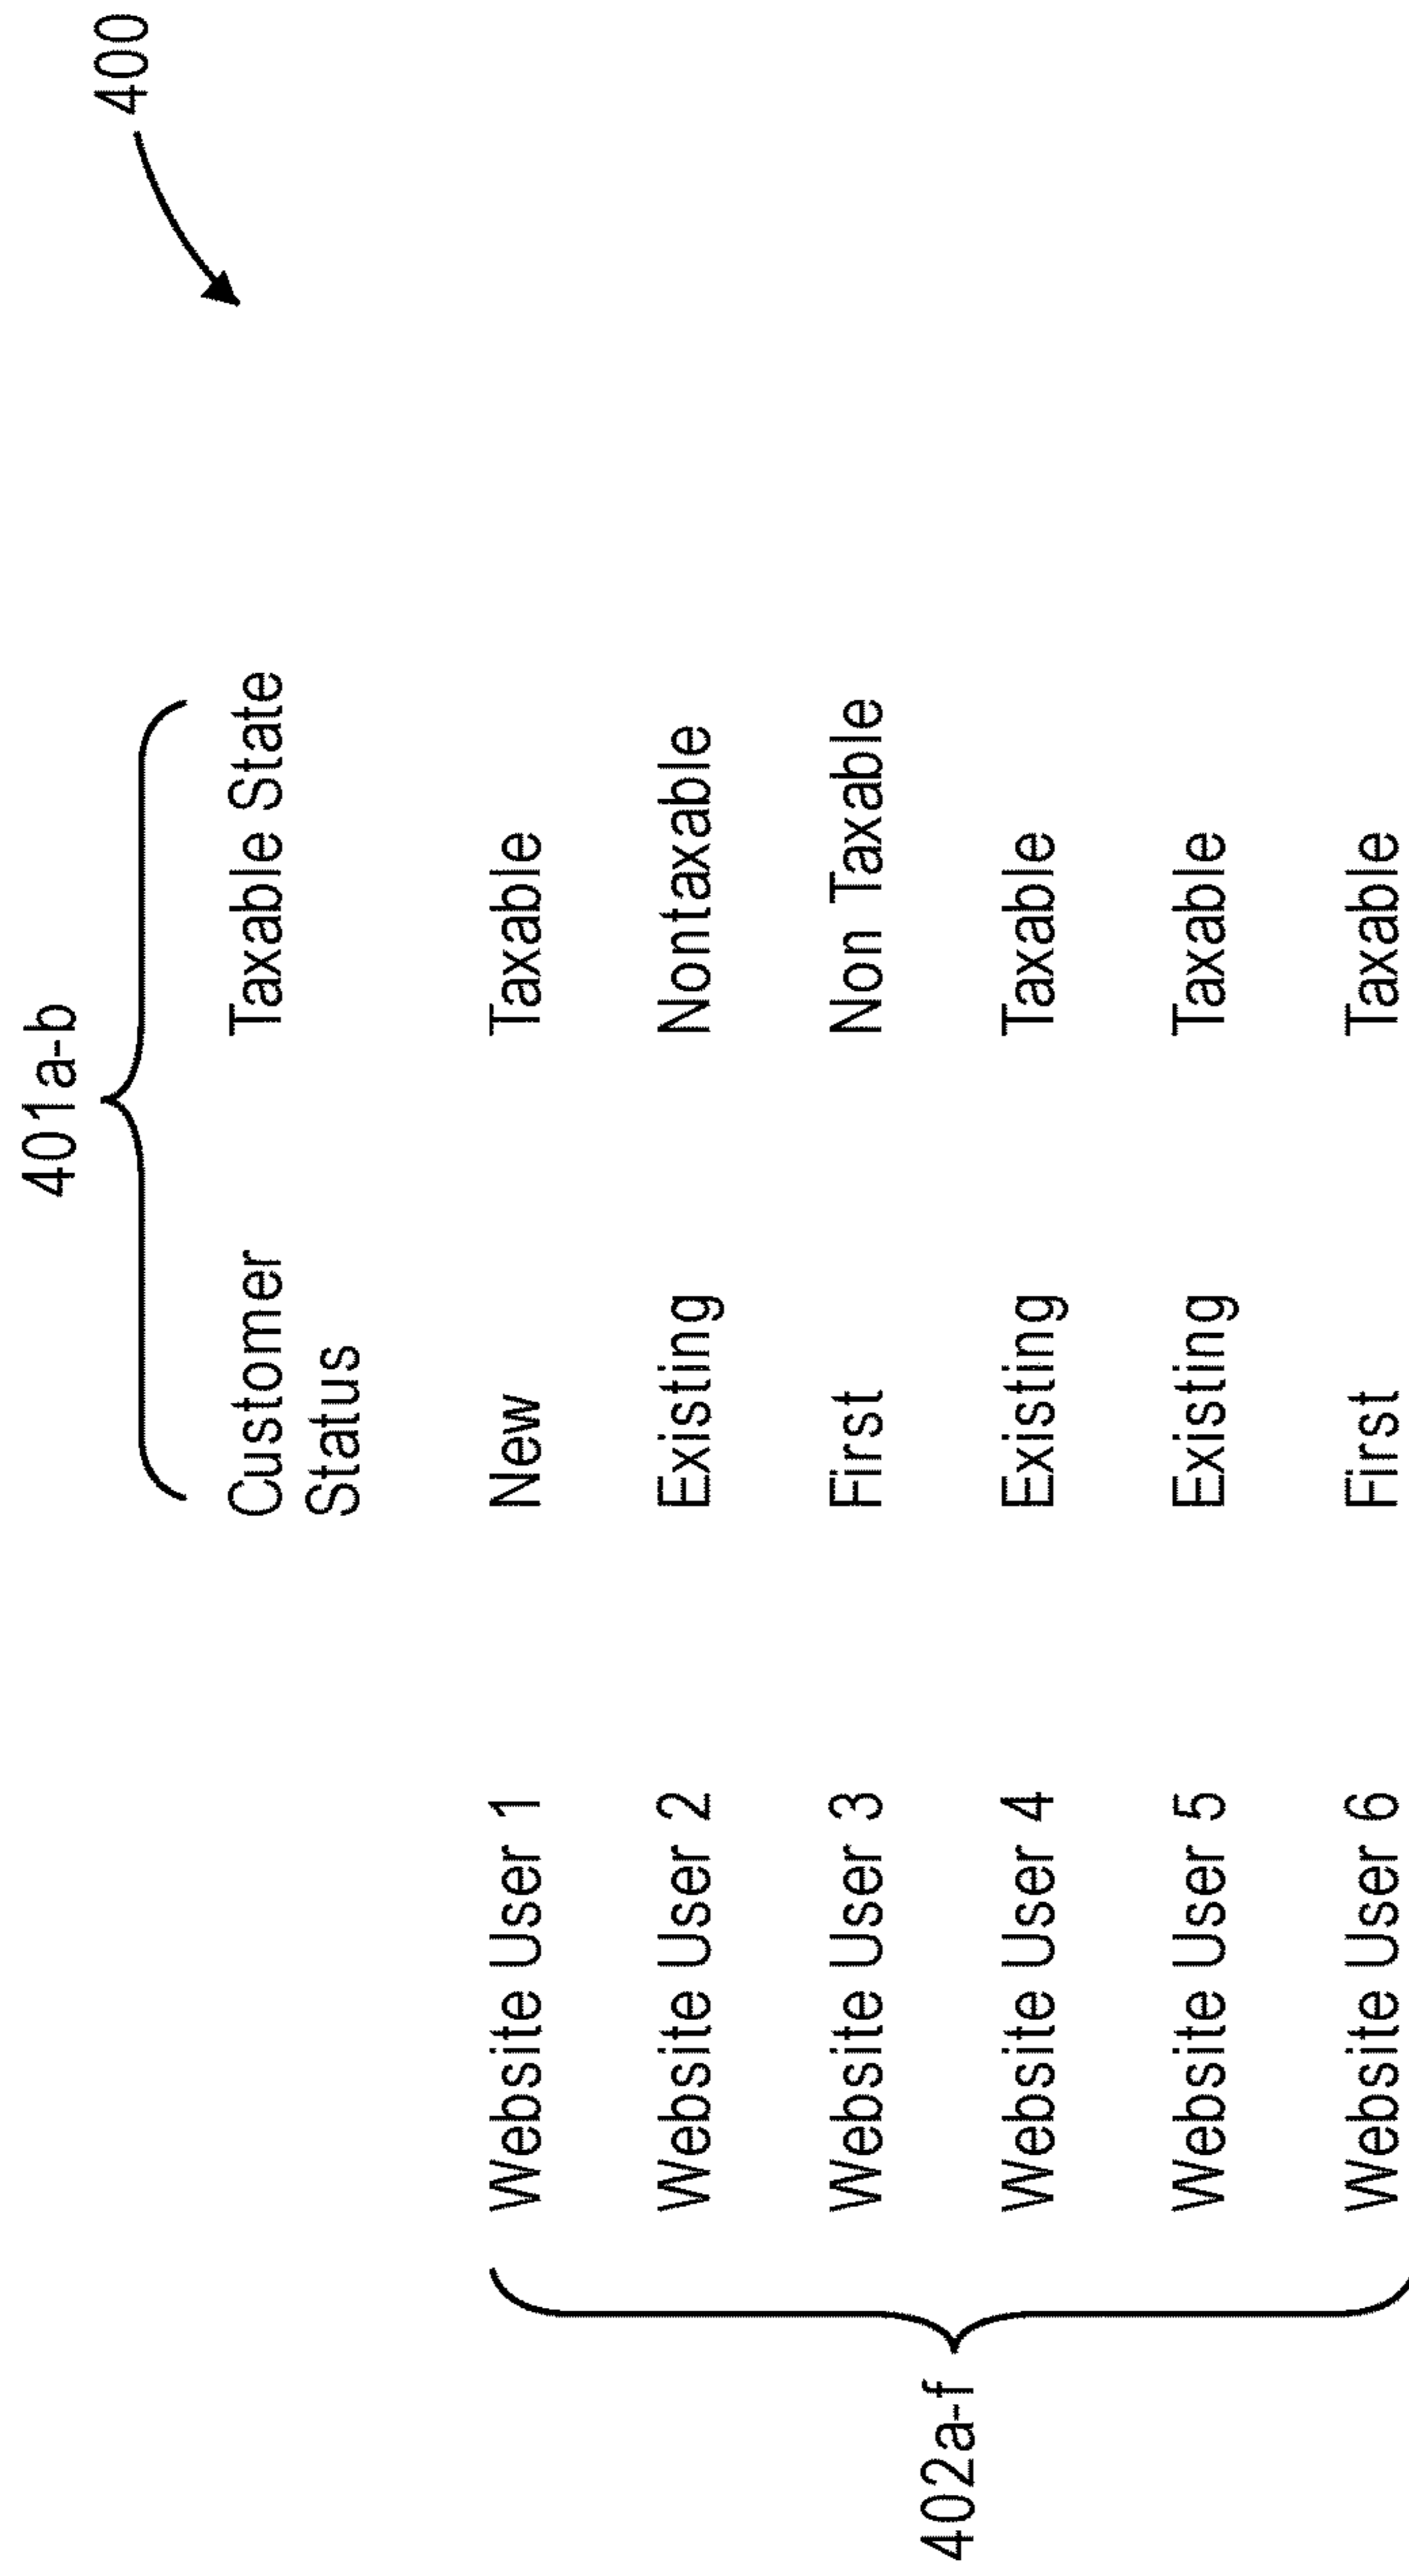 400
401a-b
Customer Status
Taxable State
Website User 1 New Taxable
Website User 2 Existing Nontaxable
Website User 3 First Non Taxable
Website User 4 Existing Taxable
Website User 5 Existing Taxable
Website User 6 First Taxable
402a-f